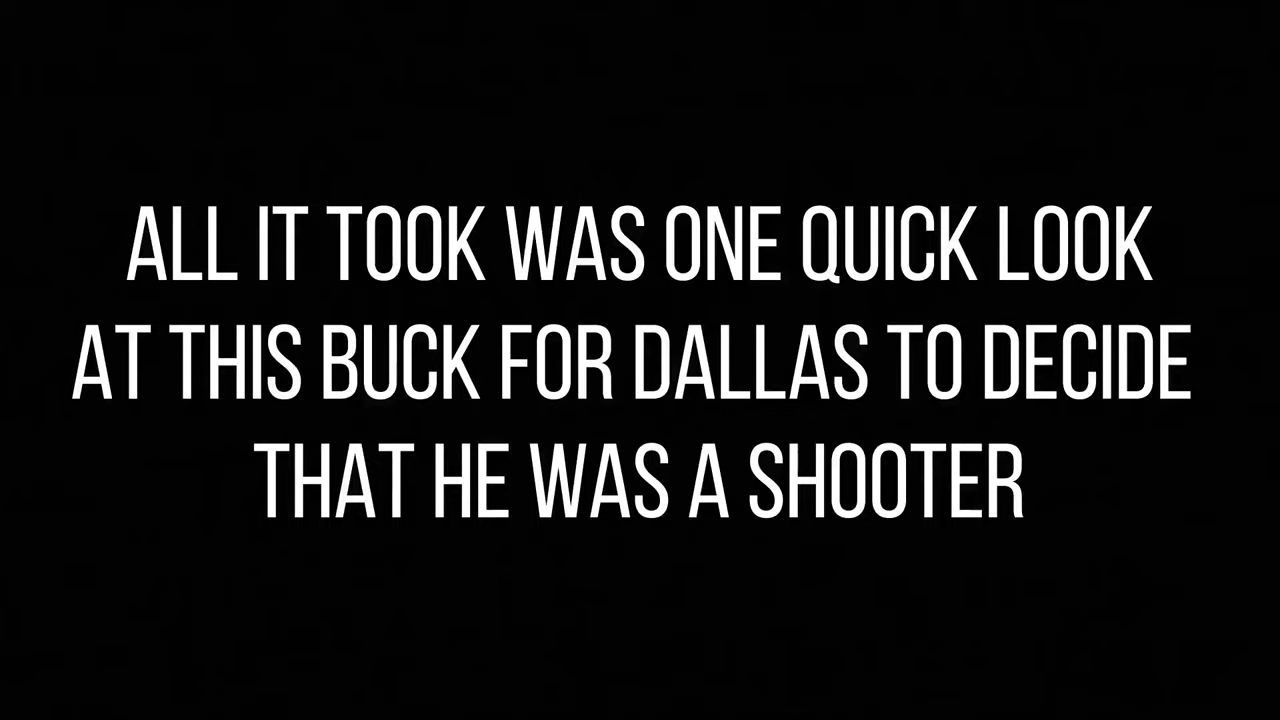 ALL IT TOOK WAS ONE QUICK LOOK
AT THIS BUCK FOR DALLAS TO DECIDE
THAT HE WAS A SHOOTER